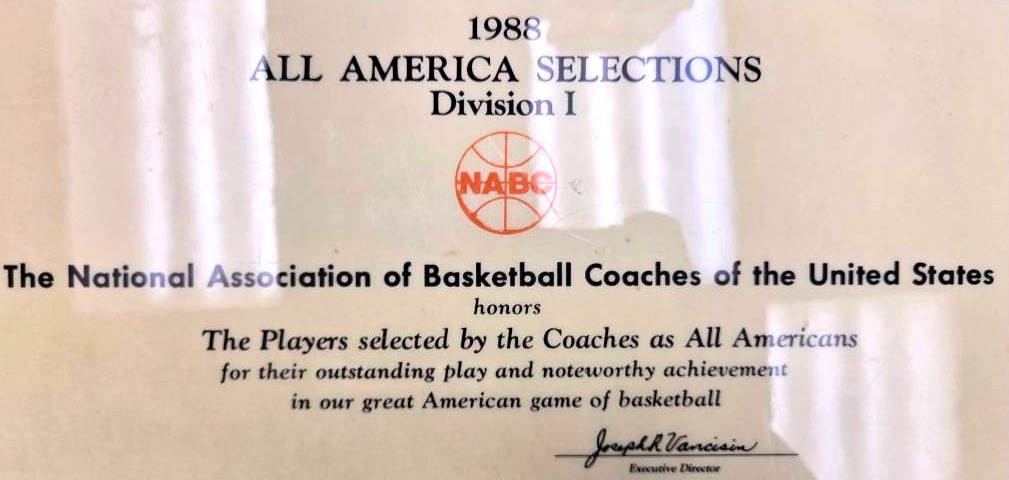 1988
ALL AMERICA SELECTIONS
Division I
NABC
The National Association of Basketball Coaches of the United States
honors
The Players selected by the Coaches as All Americans
for their outstanding play and noteworthy achievement
in our great American game of basketball
Joseph R Vancisin
Executive Director